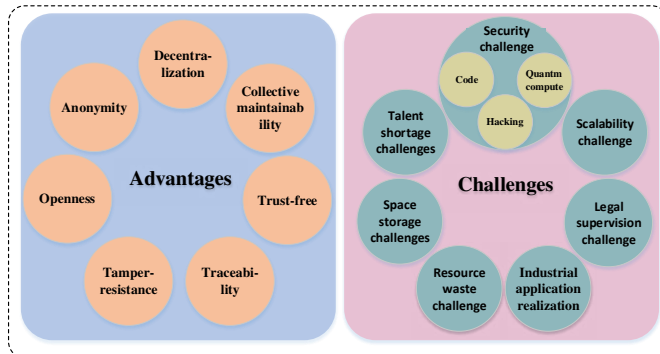 Decentra-
lization
Collective
maintainab
ility
Trust-free
Traceabi-
lity
Tamper-
resistance
Openness
Anonymity
Advantages
Security
challenge
Code
Quantm
compute
Hacking
Scalability
challenge
Legal
supervision
challenge
Industrial
application
realization
Resource
waste
challenge
Space
storage
challenges
Talent
shortage
challenges
Challenges